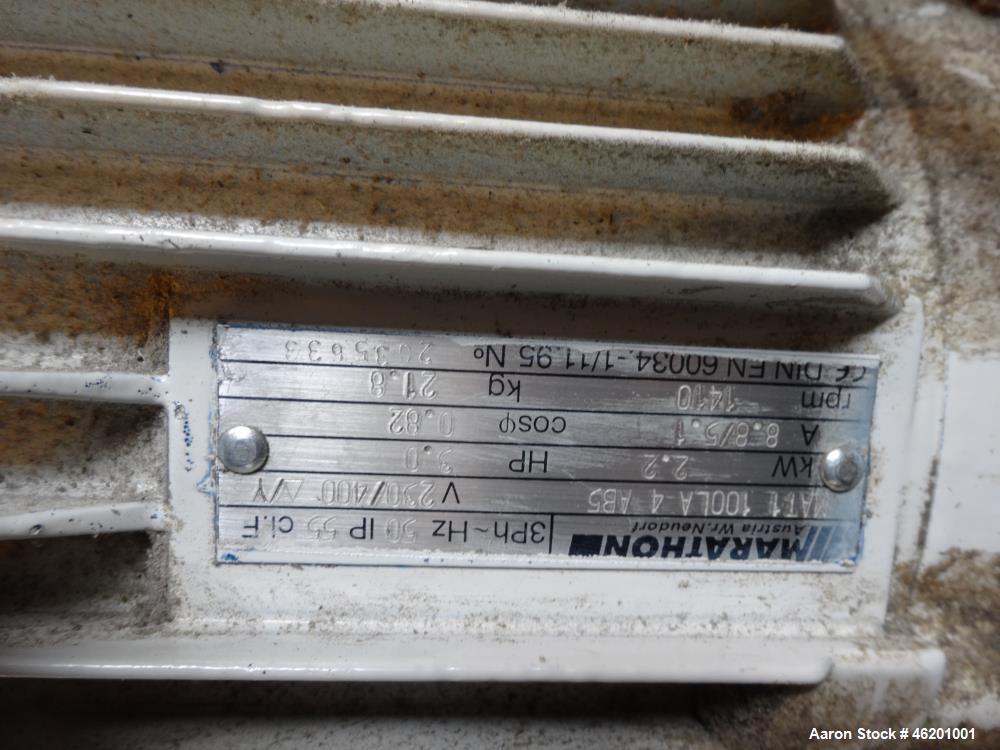 MARATHON 3Ph~Hz 50 IP 55 Cl.F
Austria Wr.Neudorf
MAT1 100LA-4 AB5 V 230/400 Δ/Y
kW 2.2 HP 3.0
A 8.8/5.1 cosφ 0.82
rpm 1410 kg 21.8
CE DIN EN 60034.-1/11.95 No
Aaron Stock # 46201001